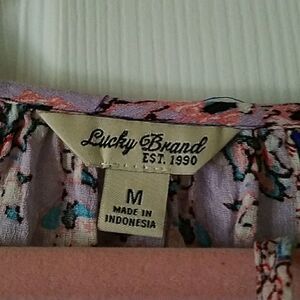 Lucky Brand
EST. 1990
M
MADE IN
INDONESIA